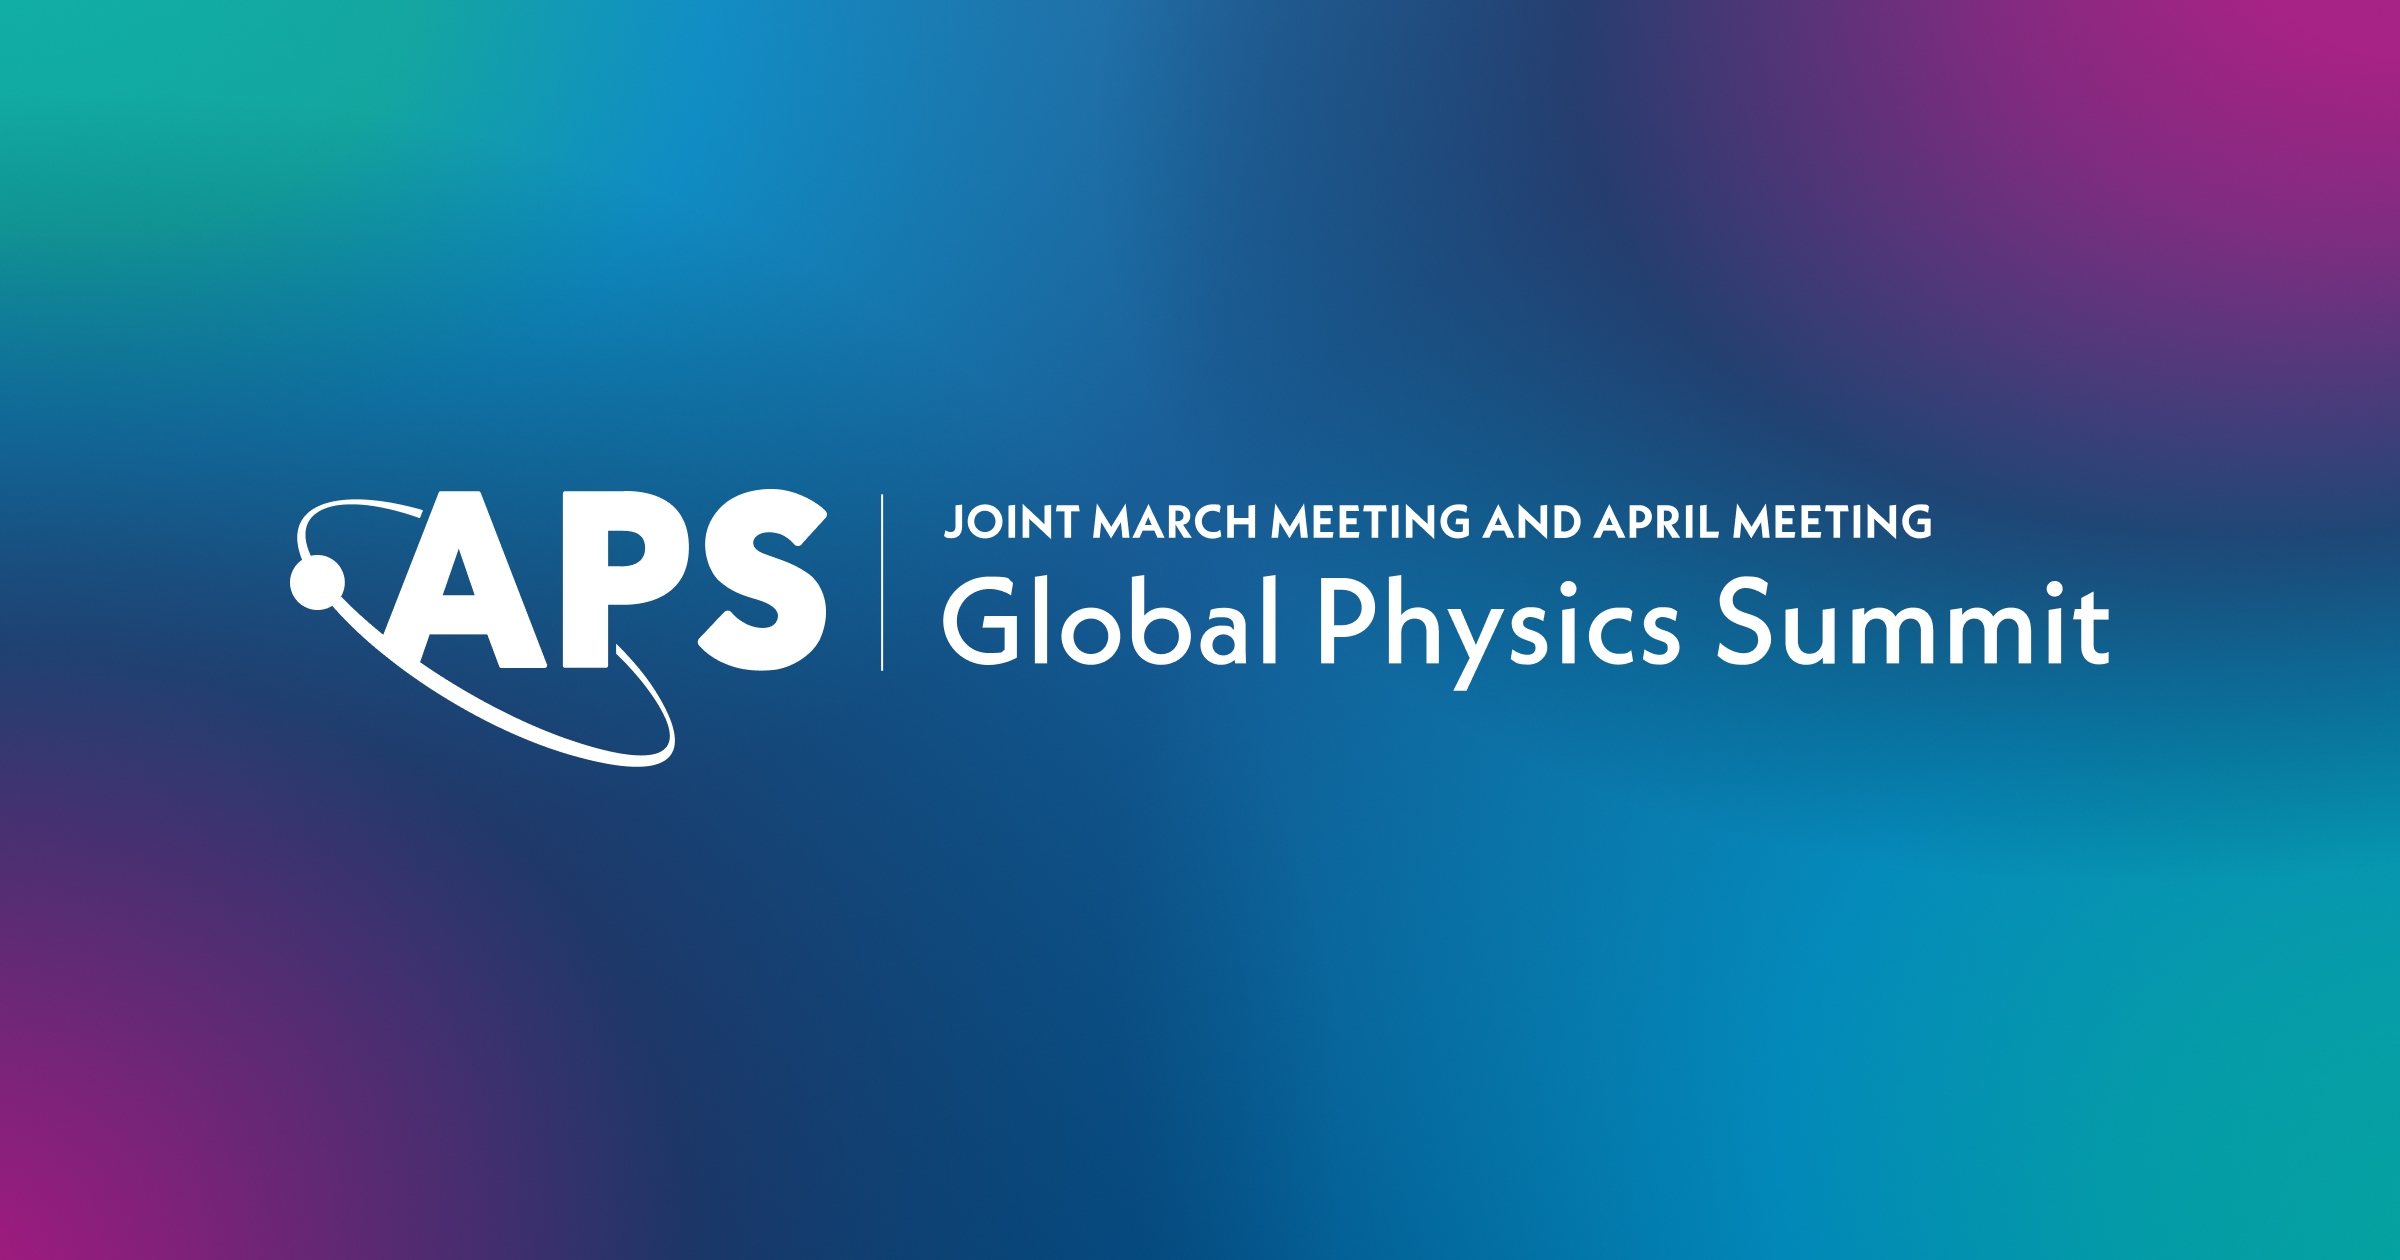 APS
JOINT MARCH MEETING AND APRIL MEETING
Global Physics Summit